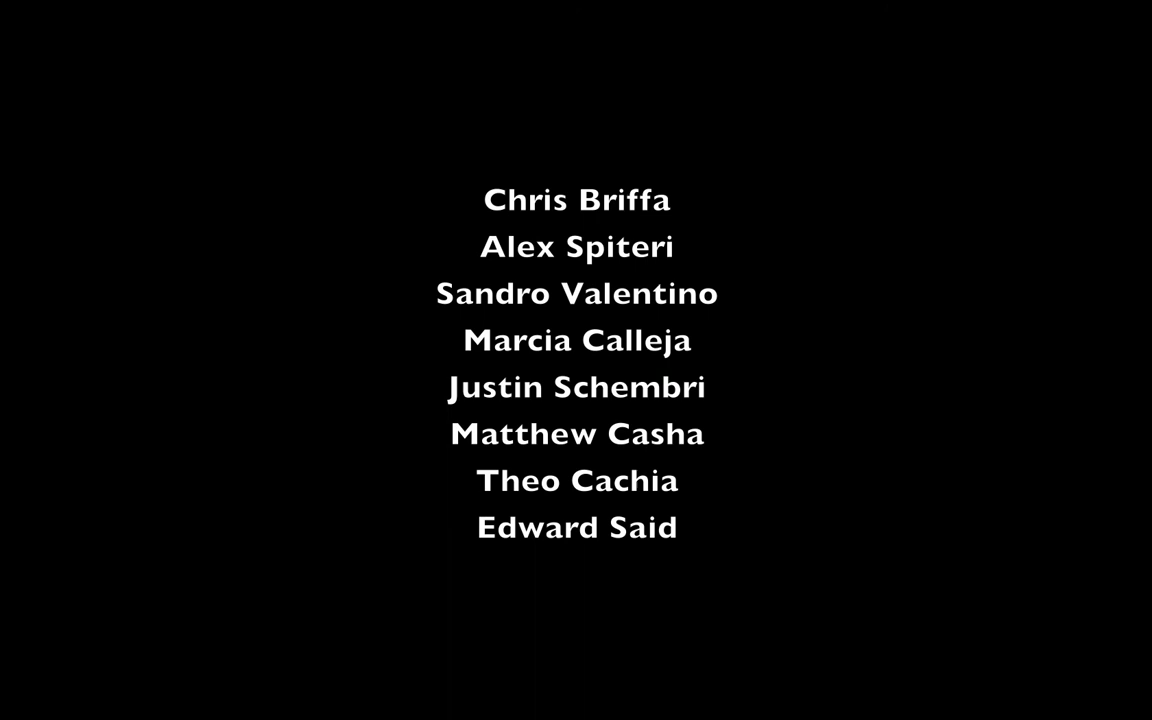 Chris Briffa
Alex Spiteri
Sandro Valentino
Marcia Calleja
Justin Schembri
Matthew Casha
Theo Cachia
Edward Said